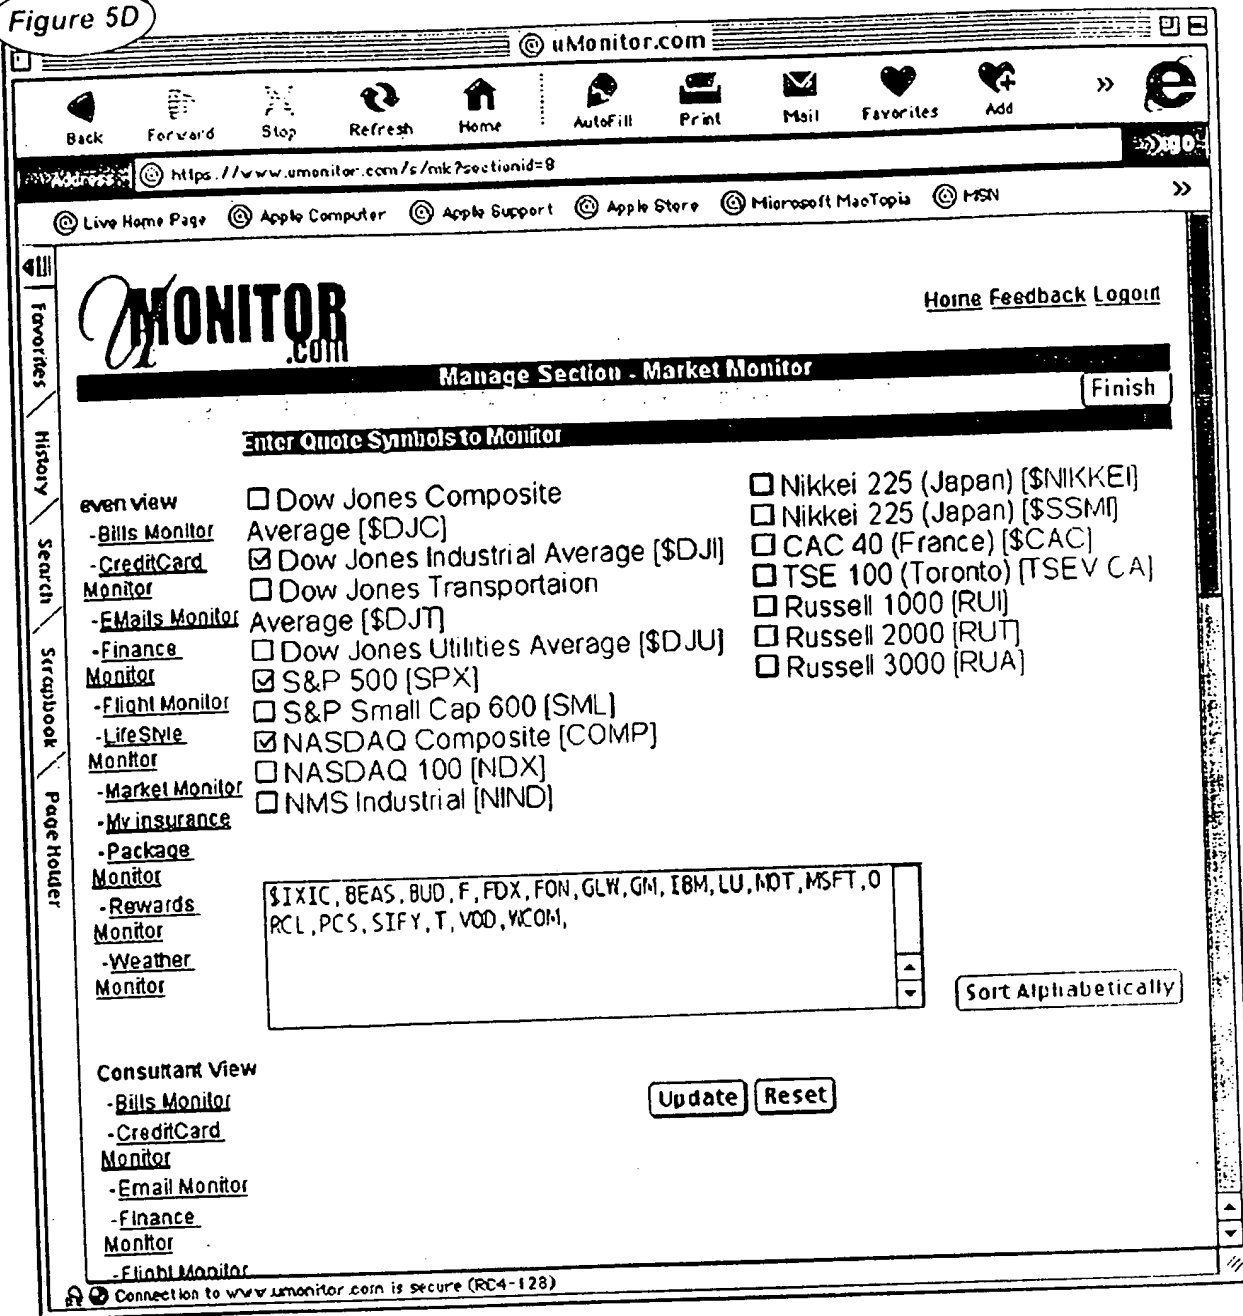 Figure 5D
uMonitor.com
Back
Forward
Stop
Refresh
Home
AutoFill
Print
Mail
Favorites
Add
»
Address
https://www.umonitor.com/s/mk?sectionid=8
go
Live Home Page
Apple Computer
Apple Support
Apple Store
Microsoft MacTopia
MSN
»
Favorites
History
Search
Scrapbook
Page Holder
UMONITOR
.com
Home Feedback Logout
Manage Section - Market Monitor
Finish
Enter Quote Symbols to Monitor
even view
-Bills Monitor
-CreditCard
Monitor
-EMails Monitor
-Finance
Monitor
-Flight Monitor
-LifeStyle
Monitor
-Market Monitor
-My insurance
-Package
Monitor
-Rewards
Monitor
-Weather
Monitor
Dow Jones Composite
Average [$DJC]
Dow Jones Industrial Average [$DJI]
Dow Jones Transportaion
Average [$DJT]
Dow Jones Utilities Average [$DJU]
S&P 500 [SPX]
S&P Small Cap 600 [SML]
NASDAQ Composite [COMP]
NASDAQ 100 [NDX]
NMS Industrial [NIND]
Nikkei 225 (Japan) [$NIKKEI]
Nikkei 225 (Japan) [$SSMI]
CAC 40 (France) [$CAC]
TSE 100 (Toronto) [TSEV CA]
Russell 1000 [RUI]
Russell 2000 [RUT]
Russell 3000 [RUA]
$IXIC,BEAS,BUD,F,FDX,FON,GLW,GM,IBM,LU,MOT,MSFT,O
RCL,PCS,SIFY,T,VOD,WCOM,
Sort Alphabetically
Update
Reset
Consultant View
-Bills Monitor
-CreditCard
Monitor
-Email Monitor
-Finance
Monitor
-Flight Monitor
Connection to www.umonitor.com is secure (RC4-128)